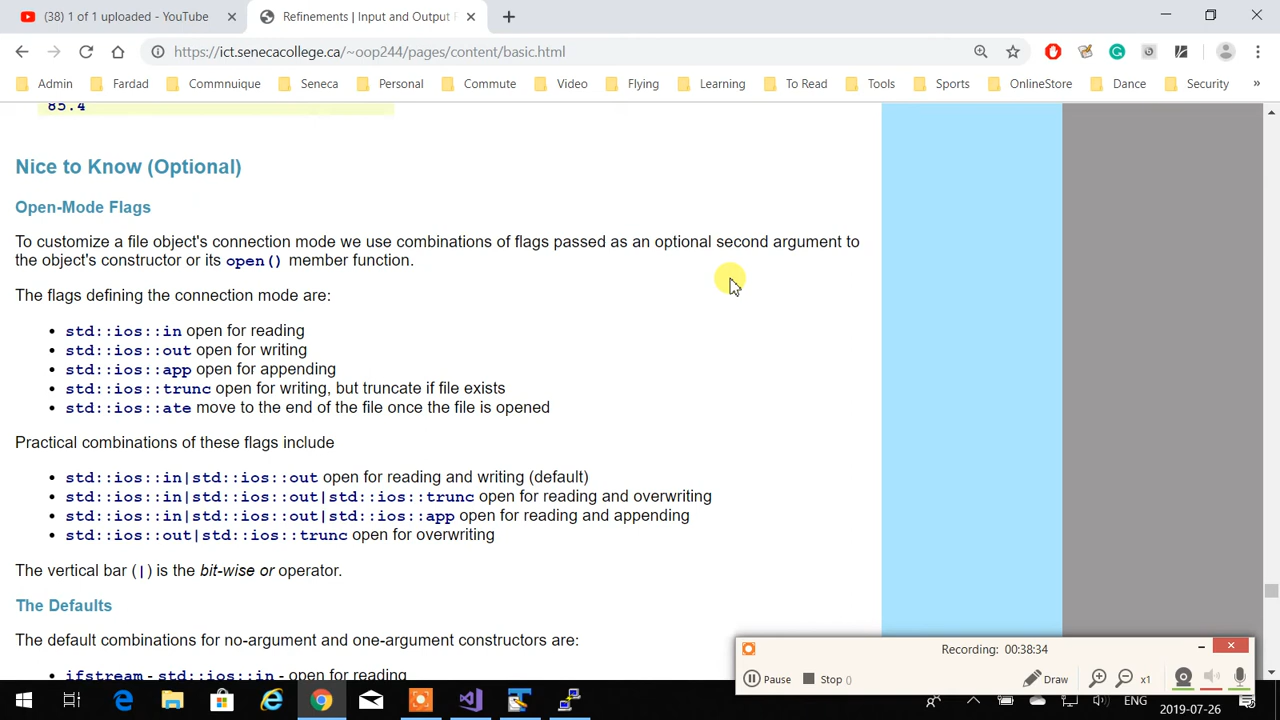 (38) 1 of 1 uploaded - YouTube
Refinements | Input and Output
https://ict.senecacollege.ca/~oop244/pages/content/basic.html
Admin Fardad Commnuique Seneca Personal Commute Video Flying Learning To Read Tools Sports OnlineStore Dance Security »
85.4
Nice to Know (Optional)
Open-Mode Flags
To customize a file object's connection mode we use combinations of flags passed as an optional second argument to
the object's constructor or its open() member function.
The flags defining the connection mode are:
• std::ios::in open for reading
• std::ios::out open for writing
• std::ios::app open for appending
• std::ios::trunc open for writing, but truncate if file exists
• std::ios::ate move to the end of the file once the file is opened
Practical combinations of these flags include
• std::ios::in|std::ios::out open for reading and writing (default)
• std::ios::in|std::ios::out|std::ios::trunc open for reading and overwriting
• std::ios::in|std::ios::out|std::ios::app open for reading and appending
• std::ios::out|std::ios::trunc open for overwriting
The vertical bar (|) is the bit-wise or operator.
The Defaults
The default combinations for no-argument and one-argument constructors are:
• ifstream - std::ios::in - open for reading
Recording: 00:38:34
Pause Stop () Draw x1
ENG
2019-07-26